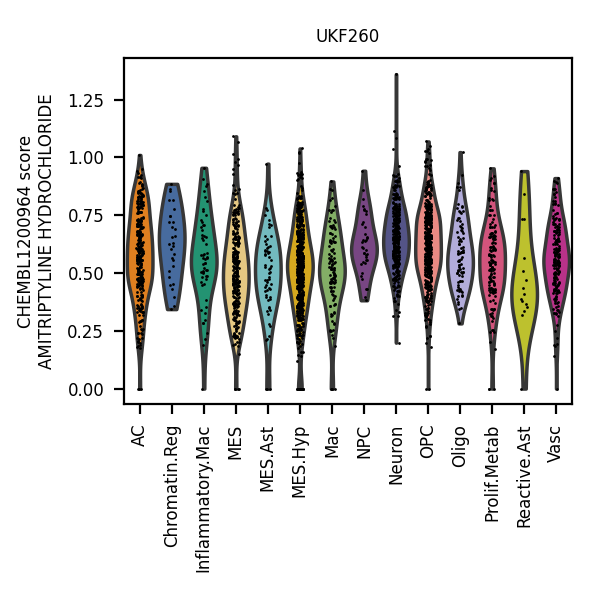 UKF260
CHEMBL1200964 score
AMITRIPTYLINE HYDROCHLORIDE
1.25
1.00
0.75
0.50
0.25
0.00
AC
Chromatin.Reg
Inflammatory.Mac
MES
MES.Ast
MES.Hyp
Mac
NPC
Neuron
OPC
Oligo
Prolif.Metab
Reactive.Ast
Vasc